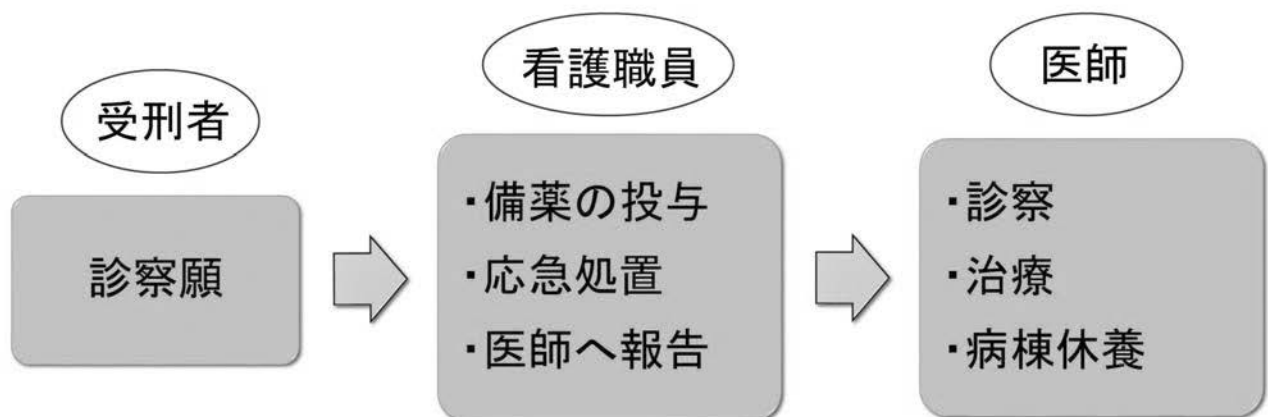 受刑者
診察願
看護職員
・備薬の投与
・応急処置
・医師へ報告
医師
・診察
・治療
・病棟休養